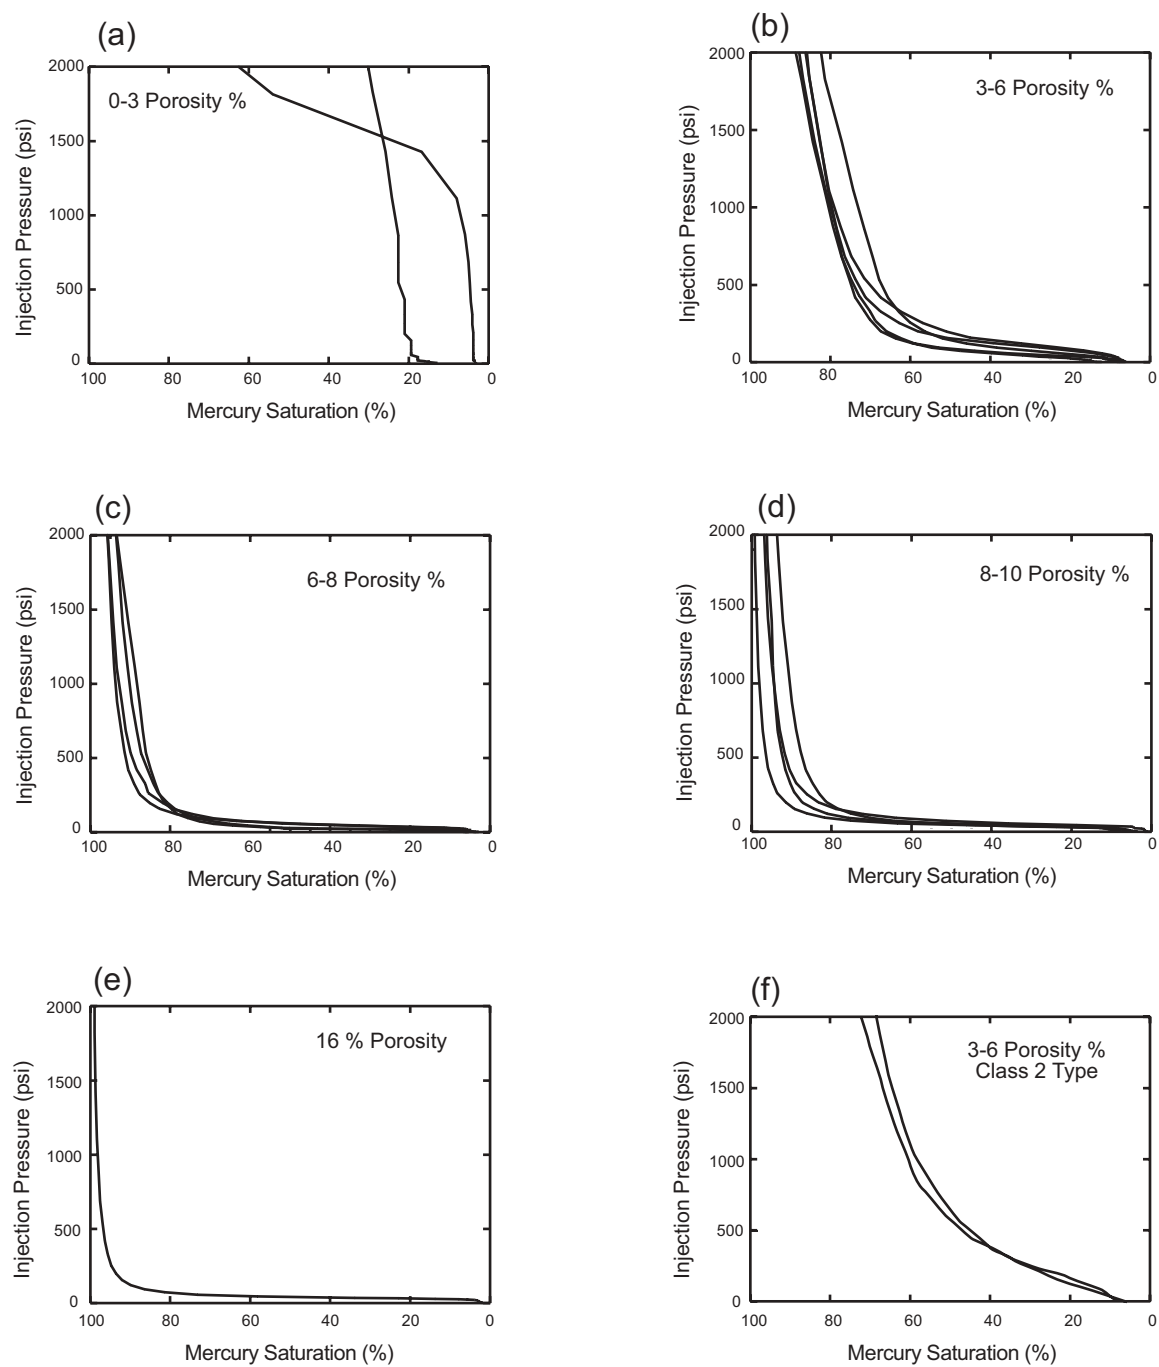 (a)
2000
0-3 Porosity %
1500
1000
500
0
100 80 60 40 20 0
Injection Pressure (psi)
Mercury Saturation (%)
(b)
2000
3-6 Porosity %
1500
1000
500
0
100 80 60 40 20 0
Injection Pressure (psi)
Mercury Saturation (%)
(c)
2000
6-8 Porosity %
1500
1000
500
0
100 80 60 40 20 0
Injection Pressure (psi)
Mercury Saturation (%)
(d)
2000
8-10 Porosity %
1500
1000
500
0
100 80 60 40 20 0
Injection Pressure (psi)
Mercury Saturation (%)
(e)
2000
16 % Porosity
1500
1000
500
0
100 80 60 40 20 0
Injection Pressure (psi)
Mercury Saturation (%)
(f)
2000
3-6 Porosity %
Class 2 Type
1500
1000
500
0
100 80 60 40 20 0
Injection Pressure (psi)
Mercury Saturation (%)